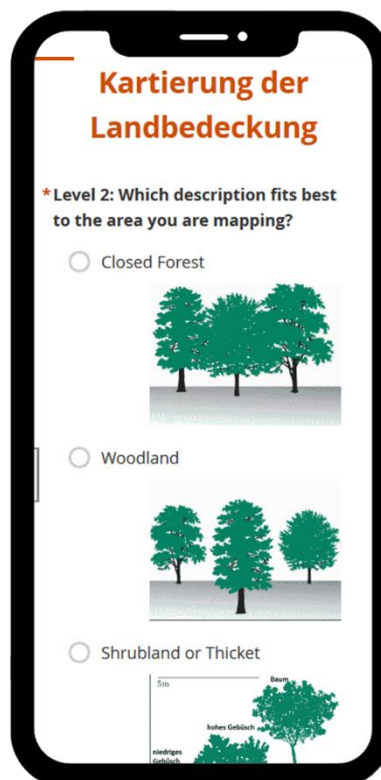 Kartierung der
Landbedeckung
* Level 2: Which description fits best
to the area you are mapping?
Closed Forest
Woodland
Shrubland or Thicket
5m
Baum
hohes Gebüsch
niedriges
Gebüsch